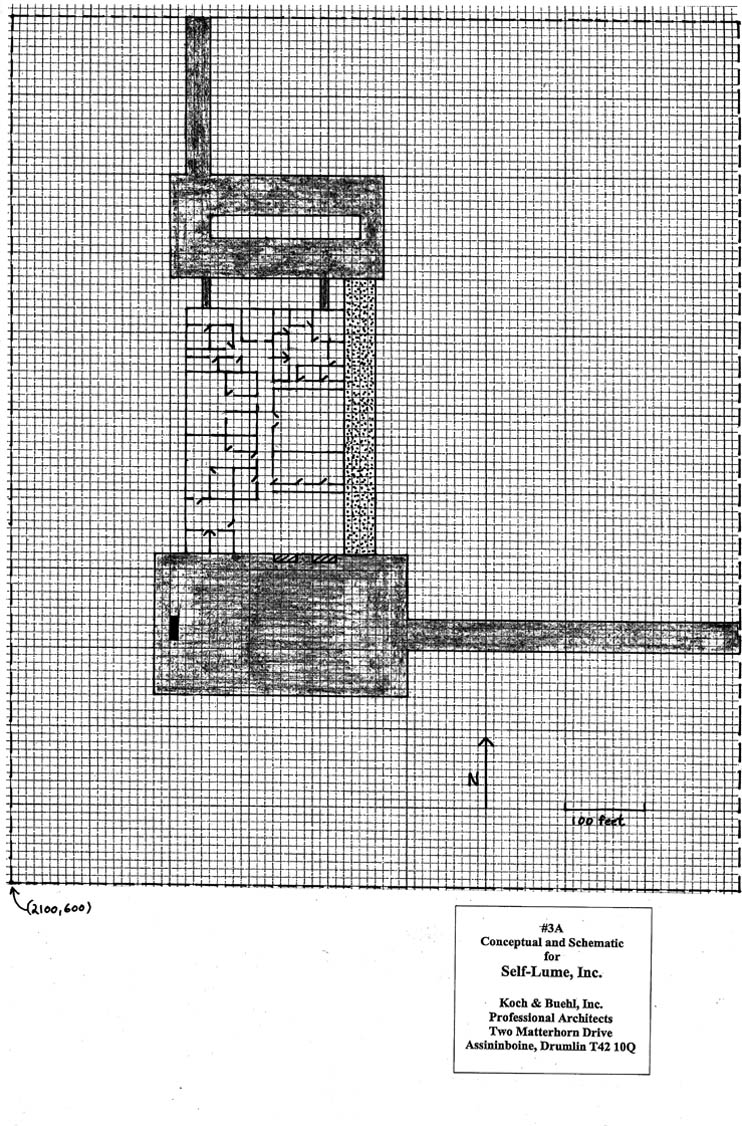 N
100 feet
(2100,600)
#3A
Conceptual and Schematic
for
Self-Lume, Inc.
Koch & Buehl, Inc.
Professional Architects
Two Matterhorn Drive
Assininboine, Drumlin T42 10Q